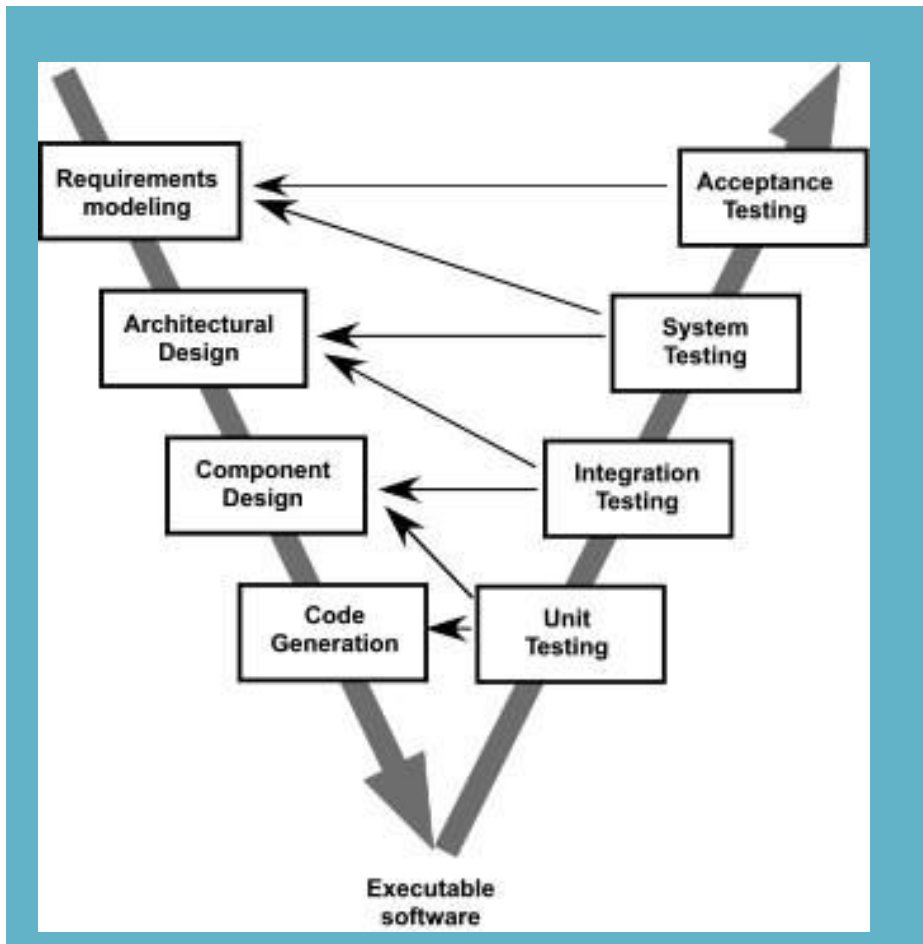 Requirements
modeling
Acceptance
Testing
Architectural
Design
System
Testing
Component
Design
Integration
Testing
Code
Generation
Unit
Testing
Executable
software